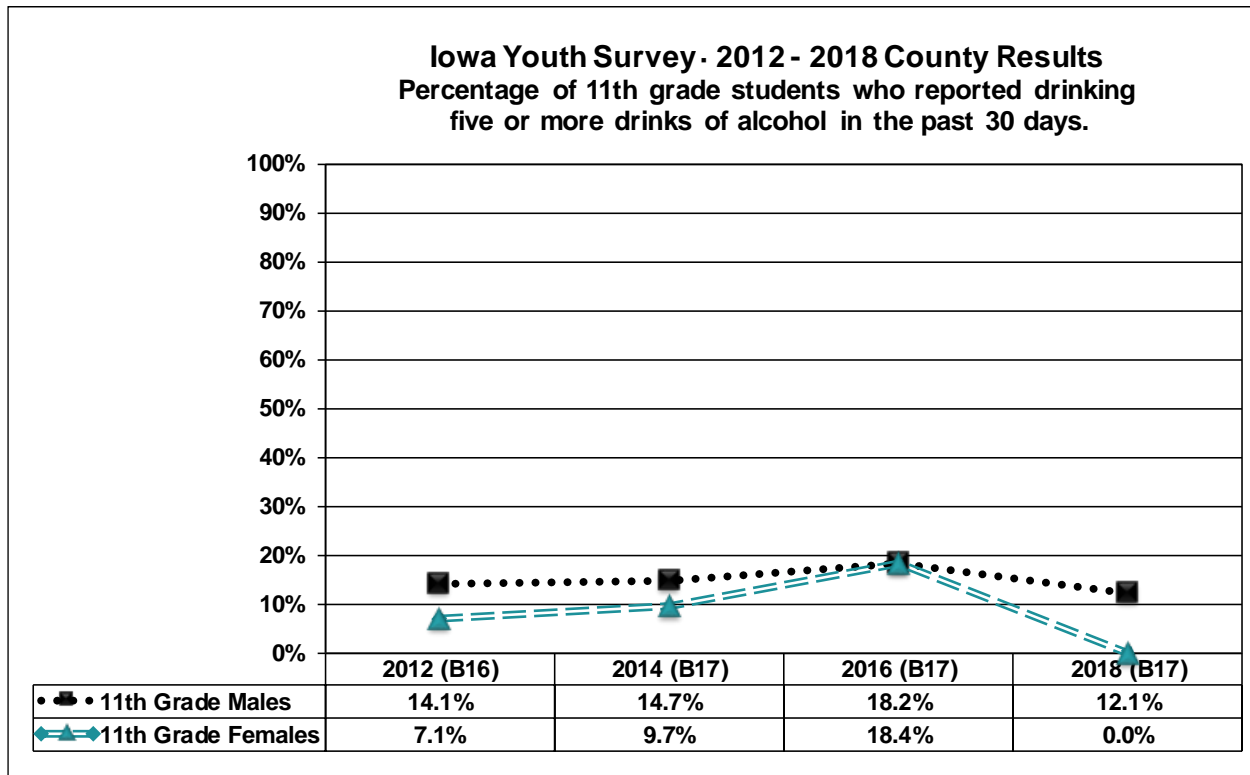 Iowa Youth Survey · 2012 - 2018 County Results
Percentage of 11th grade students who reported drinking
five or more drinks of alcohol in the past 30 days.
100%
90%
80%
70%
60%
50%
40%
30%
20%
10%
0%
2012 (B16) 2014 (B17) 2016 (B17) 2018 (B17)
11th Grade Males 14.1% 14.7% 18.2% 12.1%
11th Grade Females 7.1% 9.7% 18.4% 0.0%